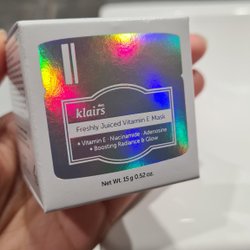 klairs
Freshly Juiced Vitamin E Mask
• Vitamin E · Niacinamide · Adenosine
• Boosting Radiance & Glow
Net Wt. 15 g 0.52 oz.